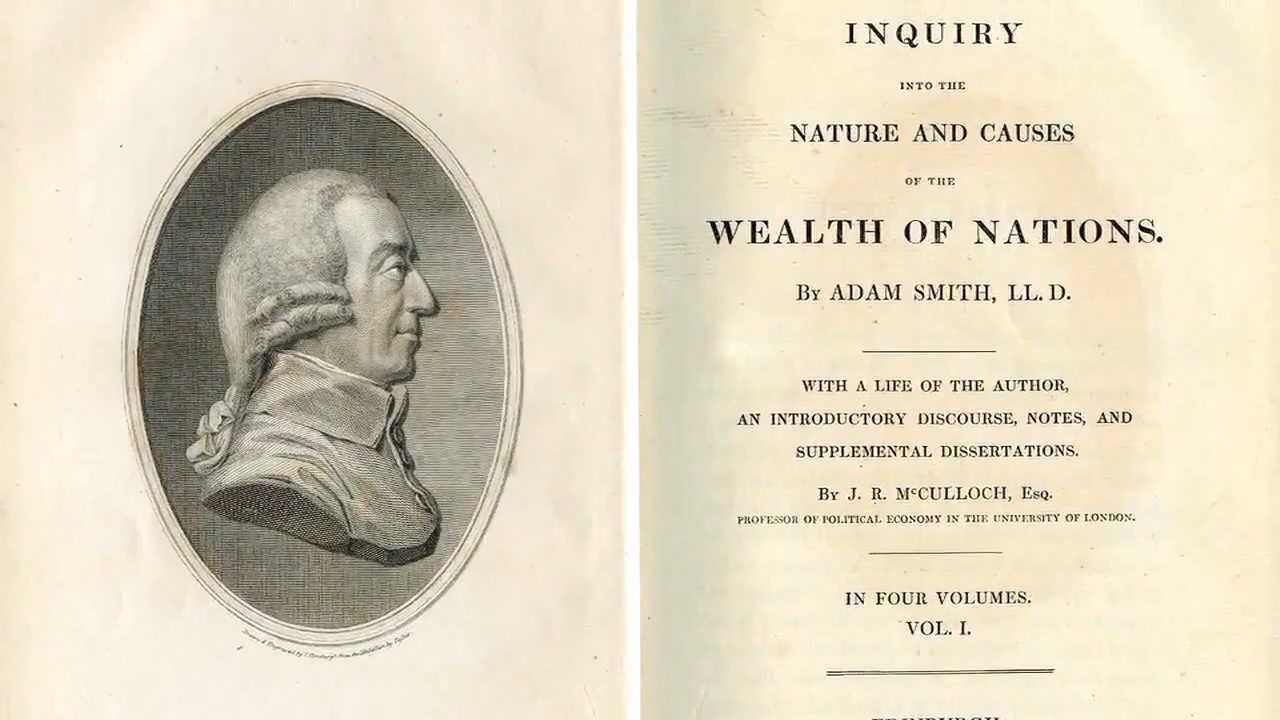 INQUIRY
INTO THE
NATURE AND CAUSES
OF THE
WEALTH OF NATIONS.
By ADAM SMITH, LL. D.
WITH A LIFE OF THE AUTHOR,
AN INTRODUCTORY DISCOURSE, NOTES, AND
SUPPLEMENTAL DISSERTATIONS.
By J. R. McCULLOCH, Esq.
PROFESSOR OF POLITICAL ECONOMY IN THE UNIVERSITY OF LONDON.
IN FOUR VOLUMES.
VOL. I.
EDINBURGH